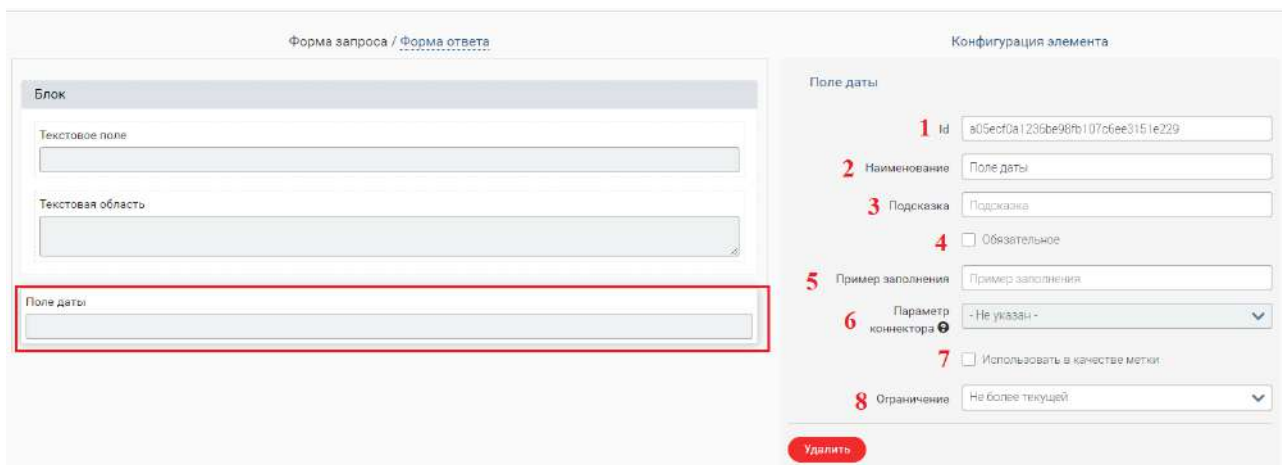 Форма запроса / Форма ответа
Конфигурация элемента
Блок
Текстовое поле
Текстовая область
Поле даты
Поле даты
1 Id a05ecf0a1236be98fb107c6ee3151e229
2 Наименование Поле даты
3 Подсказка Подсказка
4 Обязательное
5 Пример заполнения Пример заполнения
6 Параметр
коннектора ? - Не указан -
7 Использовать в качестве метки
8 Ограничение Не более текущей
Удалить